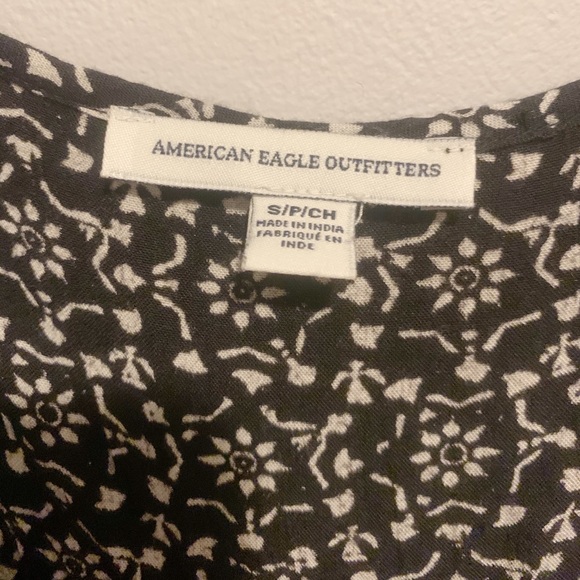 AMERICAN EAGLE OUTFITTERS
S/P/CH
MADE IN INDIA
FABRIQUÉ EN
INDE